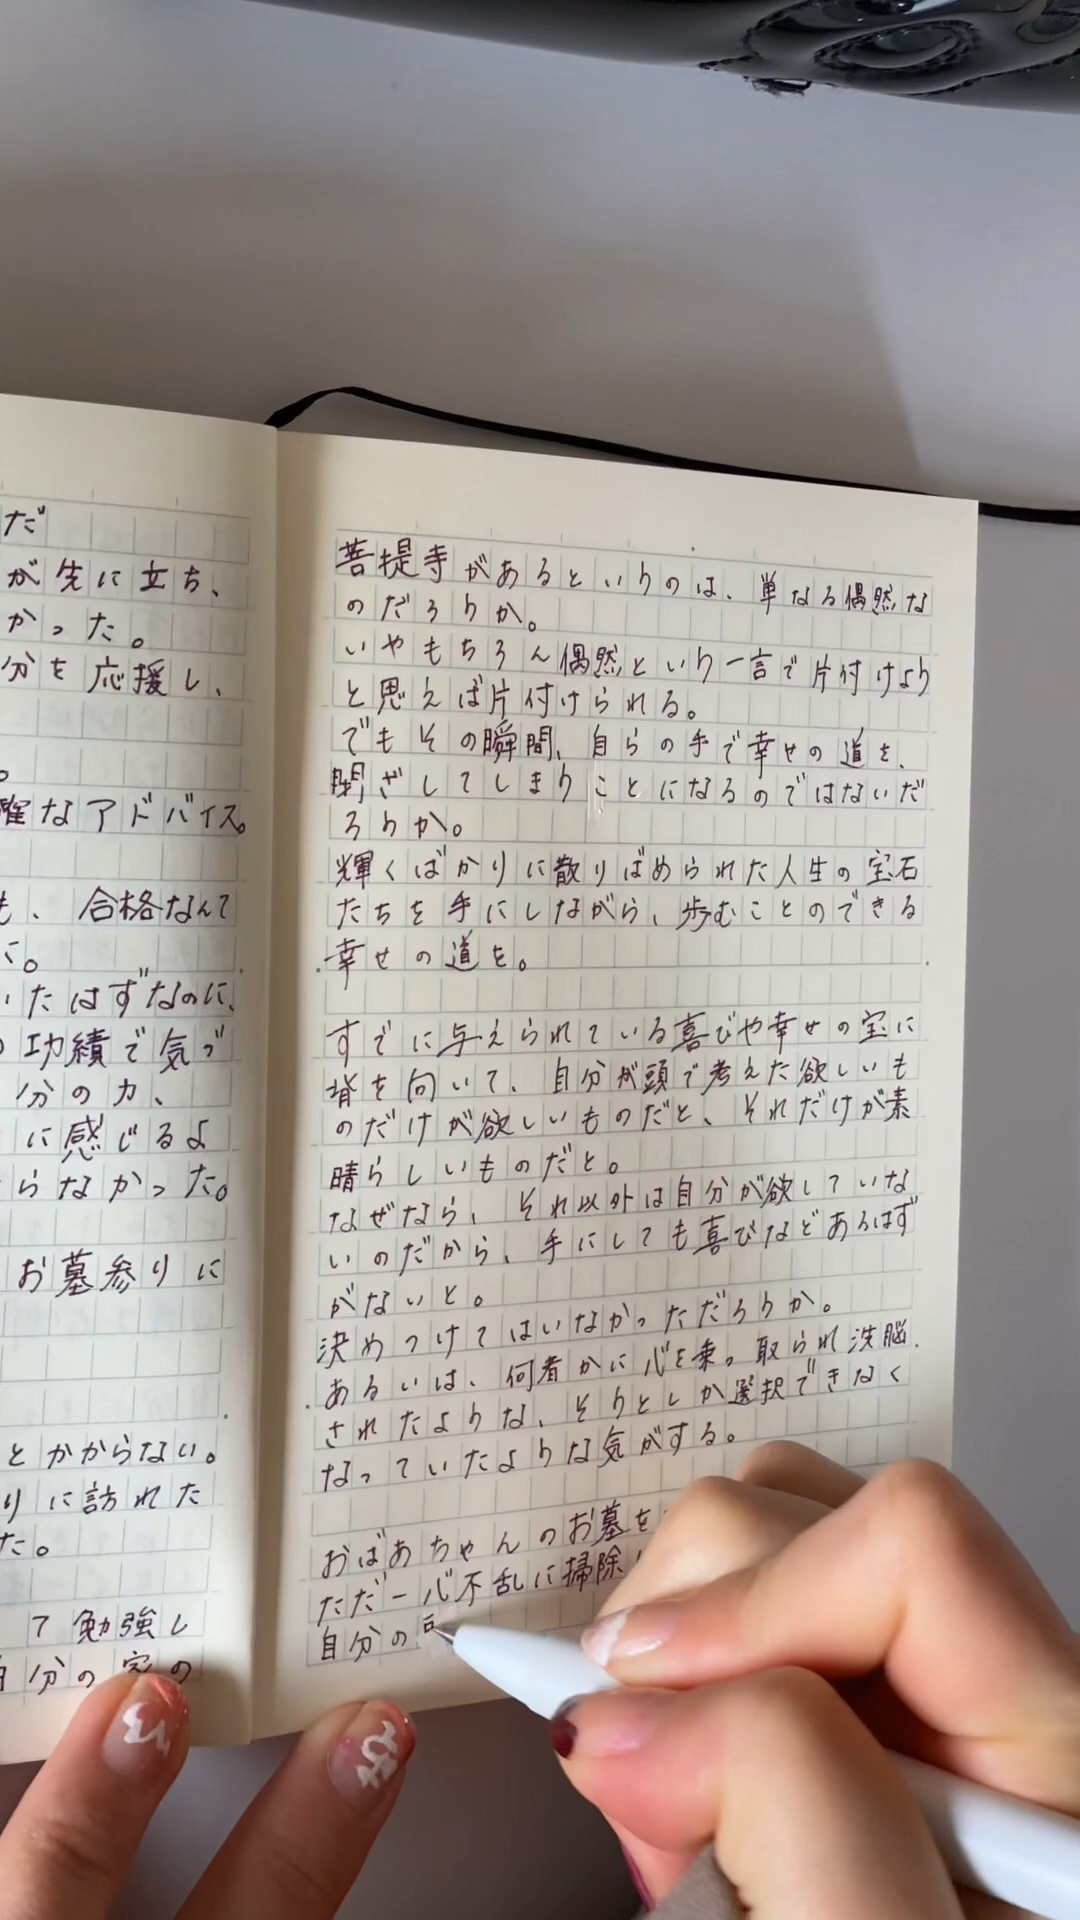 だ
が先に立ち、
かった。
分を応援し、
。
確なアドバイス。
も、合格なんて
に。
いたはずなのに、
の功績で気づ
分の力、
に感じるよ
らなかった。
お墓参りに
とかからない。
りに訪れた
た。
て勉強し
自分の家の
菩提寺があるというのは、単なる偶然な
のだろうか。
いやもちろん偶然という一言で片付けよう
と思えば片付けられる。
でもその瞬間、自らの手で幸せの道を、
閉ざしてしまうことになるのではないだ
ろうか。
輝くばかりに散りばめられた人生の宝石
たちを手にしながら、歩むことのできる
幸せの道を。
すでに与えられている喜びや幸せの宝に
背を向いて、自分が頭で考えた欲しいも
のだけが欲しいものだと、それだけが素
晴らしいものだと。
なぜなら、それ以外は自分が欲していな
いのだから、手にしても喜びなどあるはず
がないと。
決めつけてはいなかっただろうか。
あるいは、何者かに心を乗っ取られ洗脳
されたような、そうとしか選択できなく
なっていたような気がする。
おばあちゃんのお墓を
ただ一心不乱に掃除
自分の